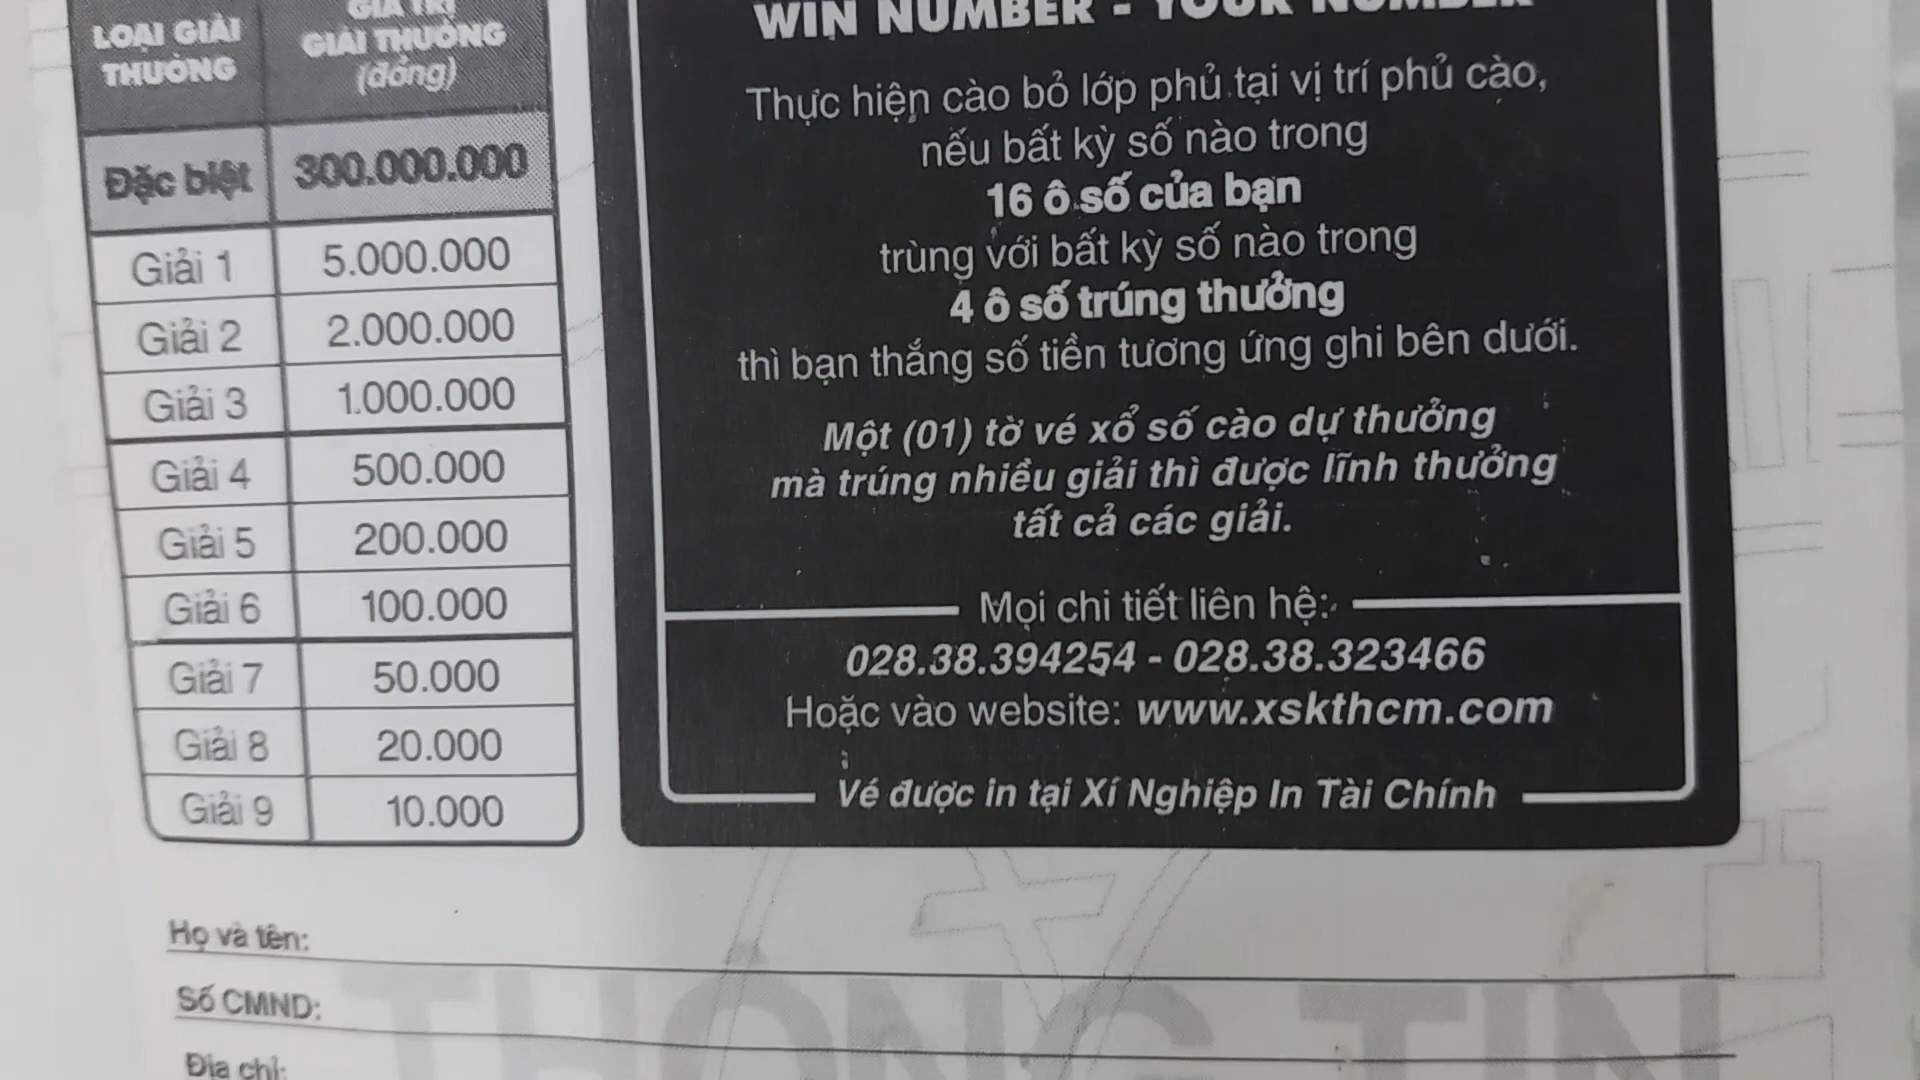 LOẠI GIẢI
THƯỞNG
GIÁ TRỊ
GIẢI THƯỞNG
(đồng)
Đặc biệt 300.000.000
Giải 1 5.000.000
Giải 2 2.000.000
Giải 3 1.000.000
Giải 4 500.000
Giải 5 200.000
Giải 6 100.000
Giải 7 50.000
Giải 8 20.000
Giải 9 10.000
WIN NUMBER - YOUR NUMBER
Thực hiện cào bỏ lớp phủ tại vị trí phủ cào,
nếu bất kỳ số nào trong
16 ô số của bạn
trùng với bất kỳ số nào trong
4 ô số trúng thưởng
thì bạn thắng số tiền tương ứng ghi bên dưới.
Một (01) tờ vé xổ số cào dự thưởng
mà trúng nhiều giải thì được lĩnh thưởng
tất cả các giải.
Mọi chi tiết liên hệ:
028.38.394254 - 028.38.323466
Hoặc vào website: www.xskthcm.com
Vé được in tại Xí Nghiệp In Tài Chính
Họ và tên:
Số CMND:
Địa chỉ:
THÔNG TIN